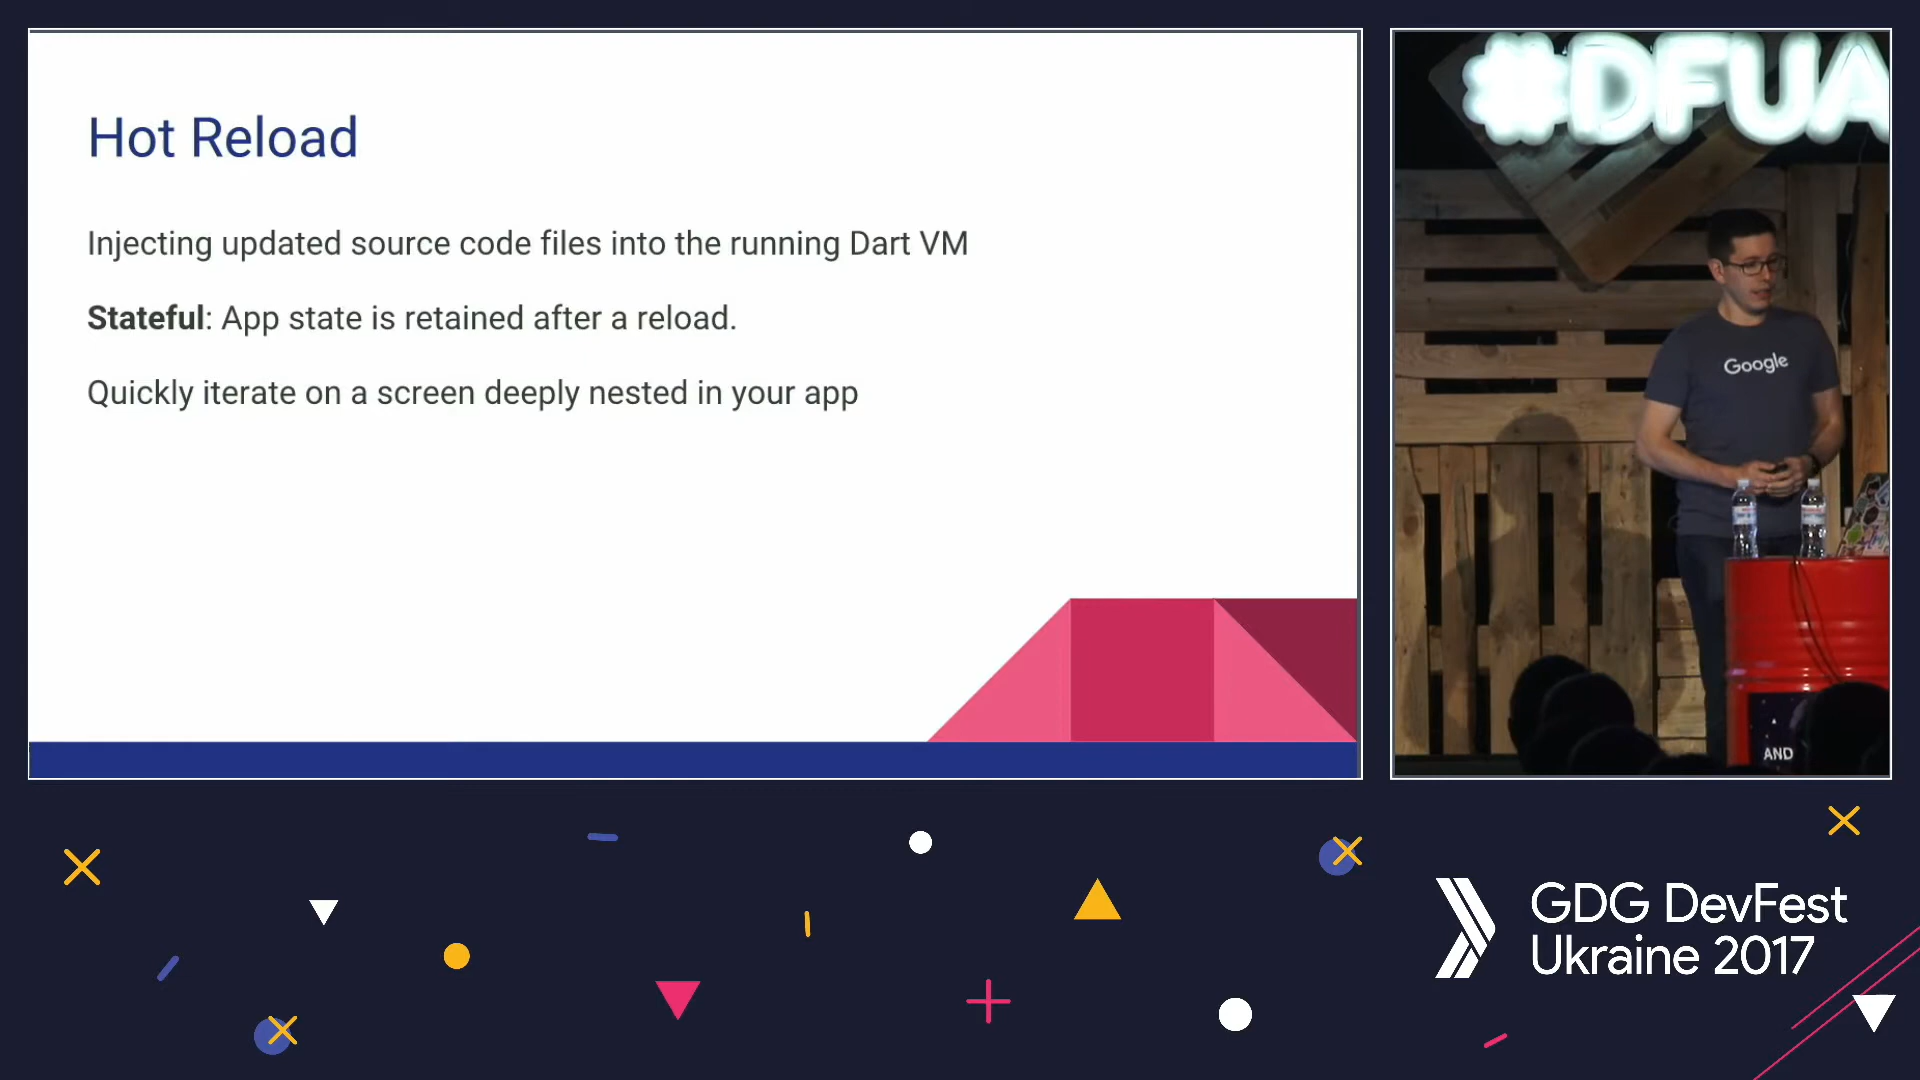 Hot Reload
Injecting updated source code files into the running Dart VM
Stateful: App state is retained after a reload.
Quickly iterate on a screen deeply nested in your app
#DFUA
Google
AND
GDG DevFest
Ukraine 2017